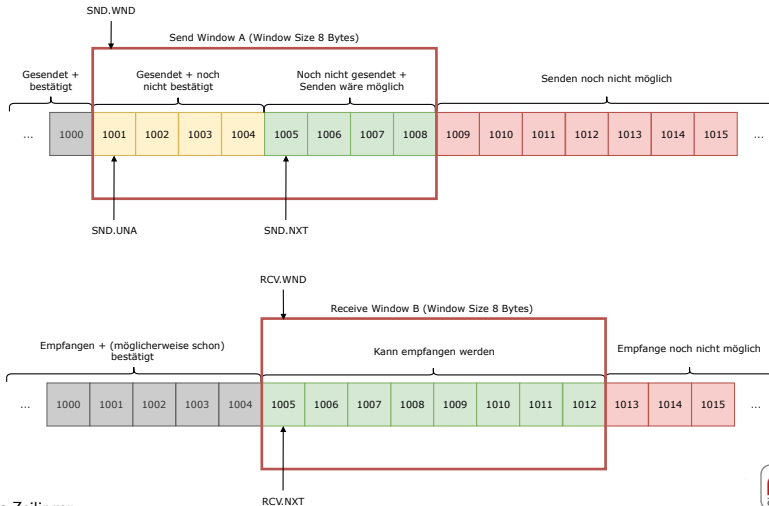 SND.WND
Send Window A (Window Size 8 Bytes)
Gesendet +
bestätigt
Gesendet + noch
nicht bestätigt
Noch nicht gesendet +
Senden wäre möglich
Senden noch nicht möglich
... 1000 1001 1002 1003 1004 1005 1006 1007 1008 1009 1010 1011 1012 1013 1014 1015 ...
SND.UNA SND.NXT
RCV.WND
Receive Window B (Window Size 8 Bytes)
Empfangen + (möglicherweise schon)
bestätigt
Kann empfangen werden
Empfange noch nicht möglich
... 1000 1001 1002 1003 1004 1005 1006 1007 1008 1009 1010 1011 1012 1013 1014 1015 ...
RCV.NXT